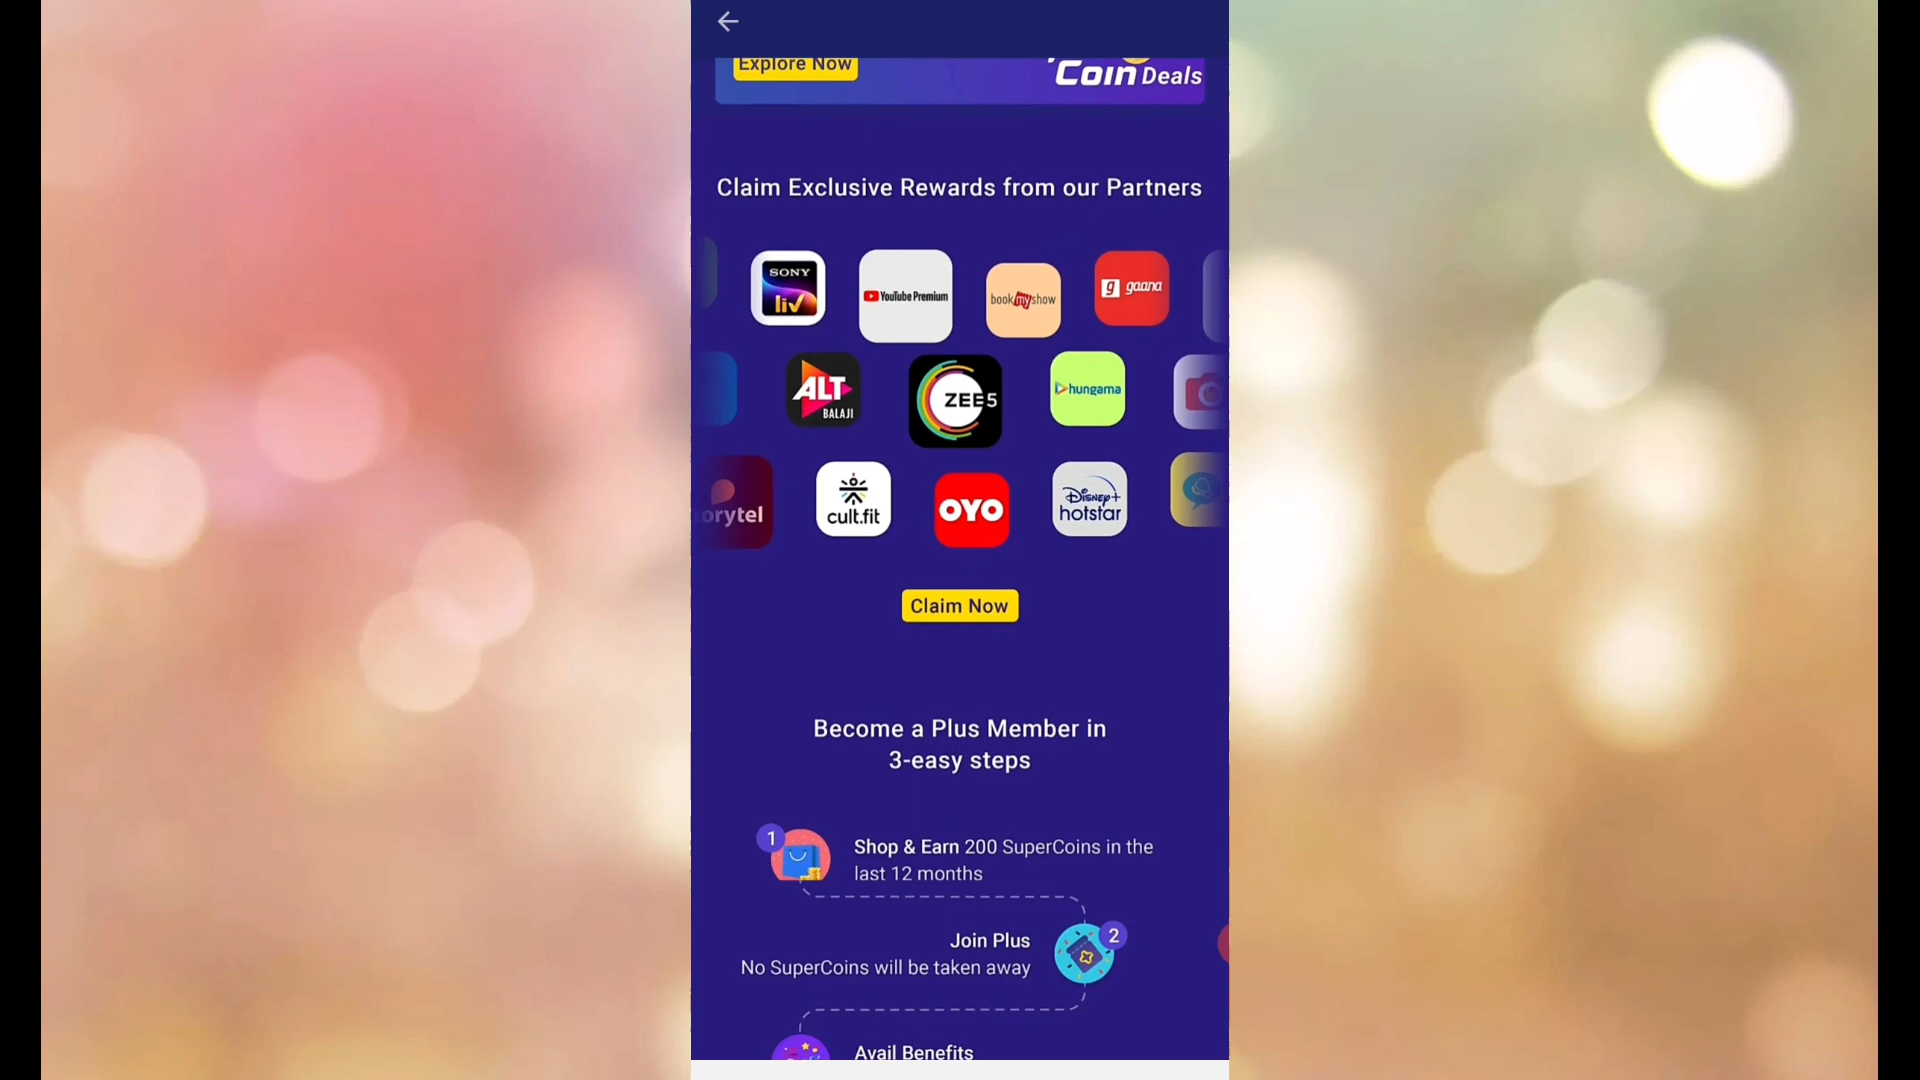 Explore Now
Coin Deals
Claim Exclusive Rewards from our Partners
SONY
liv
YouTube Premium
bookmyshow
g gaana
ALT
BALAJI
ZEE5
hungama
orytel
cult.fit
OYO
Disney+
hotstar
Claim Now
Become a Plus Member in
3-easy steps
1
Shop & Earn 200 SuperCoins in the
last 12 months
2
Join Plus
No SuperCoins will be taken away
Avail Benefits